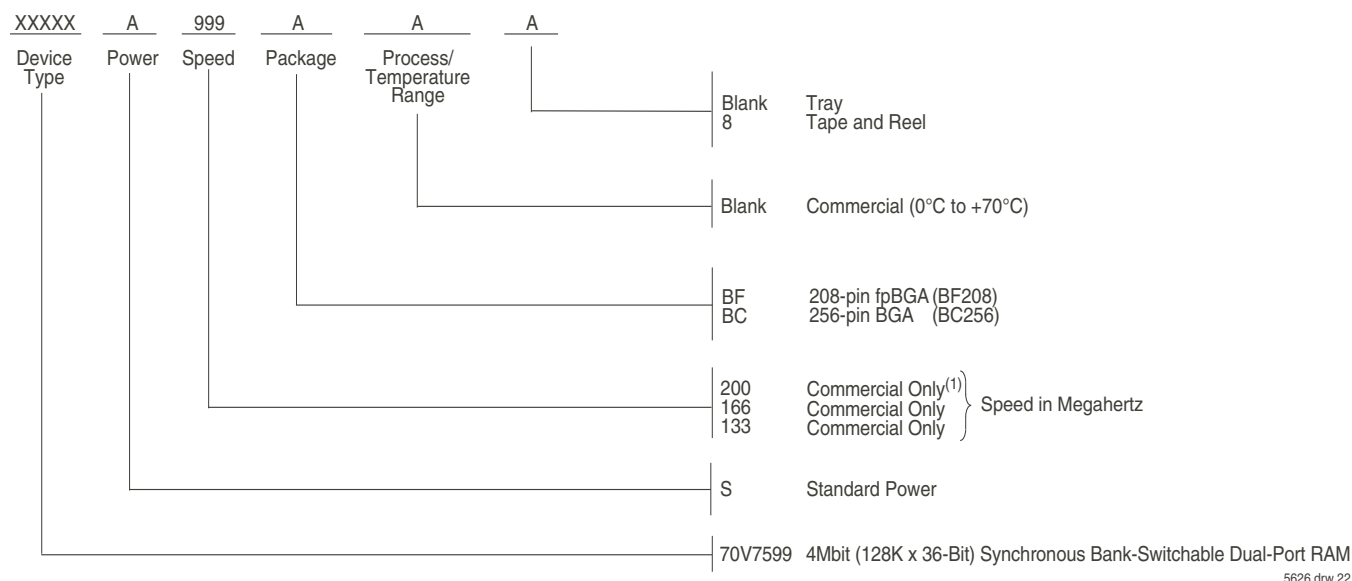 XXXXX A 999 A A A
Device Type
Power
Speed
Package
Process/
Temperature
Range
Blank Tray
8 Tape and Reel
Blank Commercial (0°C to +70°C)
BF 208-pin fpBGA (BF208)
BC 256-pin BGA (BC256)
200 Commercial Only(1)
166 Commercial Only
133 Commercial Only
Speed in Megahertz
S Standard Power
70V7599 4Mbit (128K x 36-Bit) Synchronous Bank-Switchable Dual-Port RAM
5626 drw 22